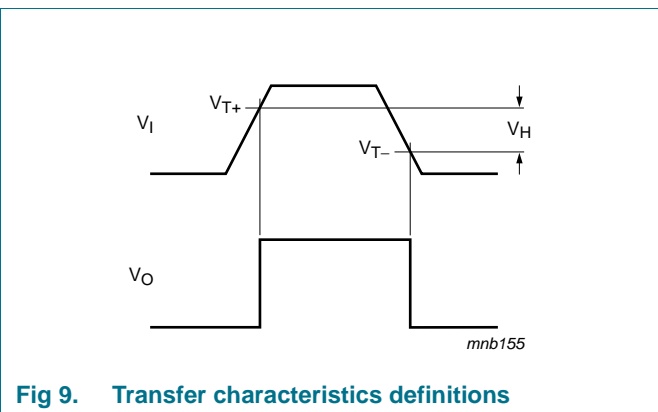 VT+
VI
VH
VT−
VO
mnb155
Fig 9. Transfer characteristics definitions